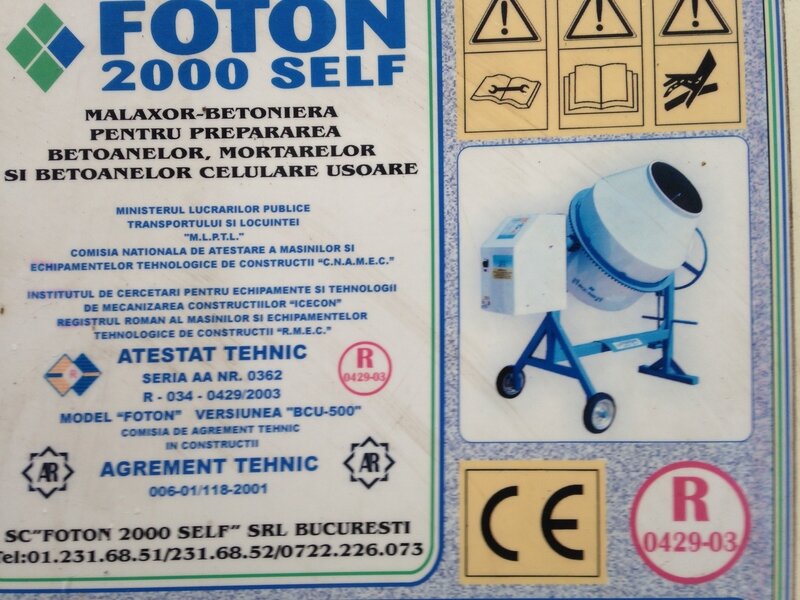 FOTON
2000 SELF
MALAXOR-BETONIERA
PENTRU PREPARAREA
BETOANELOR, MORTARELOR
SI BETOANELOR CELULARE USOARE
MINISTERUL LUCRARILOR PUBLICE
TRANSPORTULUI SI LOCUINTEI
"M.L.P.T.L."
COMISIA NATIONALA DE ATESTARE A MASINILOR SI
ECHIPAMENTELOR TEHNOLOGICE DE CONSTRUCTII "C.N.A.M.E.C."
INSTITUTUL DE CERCETARI PENTRU ECHIPAMENTE SI TEHNOLOGII
DE MECANIZAREA CONSTRUCTIILOR "ICECON"
REGISTRUL ROMAN AL MASINILOR SI ECHIPAMENTELOR
TEHNOLOGICE DE CONSTRUCTII "R.M.E.C."
ATESTAT TEHNIC
SERIA AA NR. 0362
R - 034 - 0429/2003
R
R
0429-03
MODEL "FOTON" VERSIUNEA "BCU-500"
COMISIA DE AGREMENT TEHNIC
IN CONSTRUCTII
AR
AGREMENT TEHNIC
006-01/118-2001
AR
SC"FOTON 2000 SELF" SRL BUCURESTI
Tel:01.231.68.51/231.68.52/0722.226.073
CE
R
0429-03